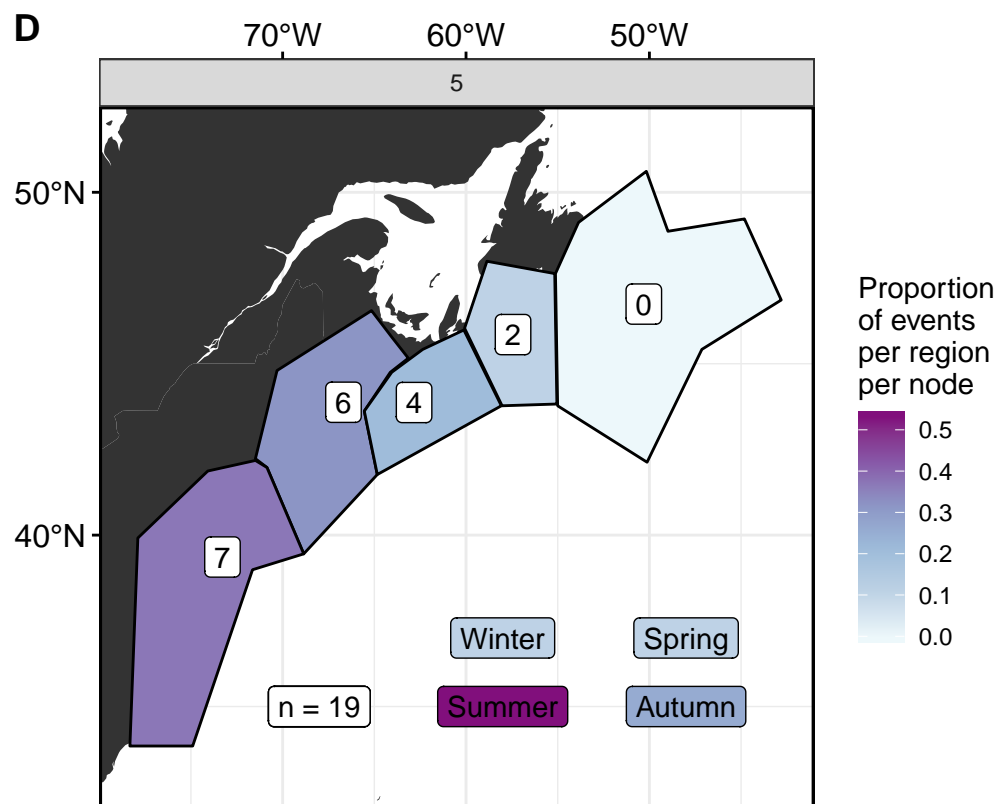 D
70°W 60°W 50°W
5
50°N
40°N
0
2
6
4
7
Winter Spring
n = 19 Summer Autumn
Proportion
of events
per region
per node
0.5
0.4
0.3
0.2
0.1
0.0